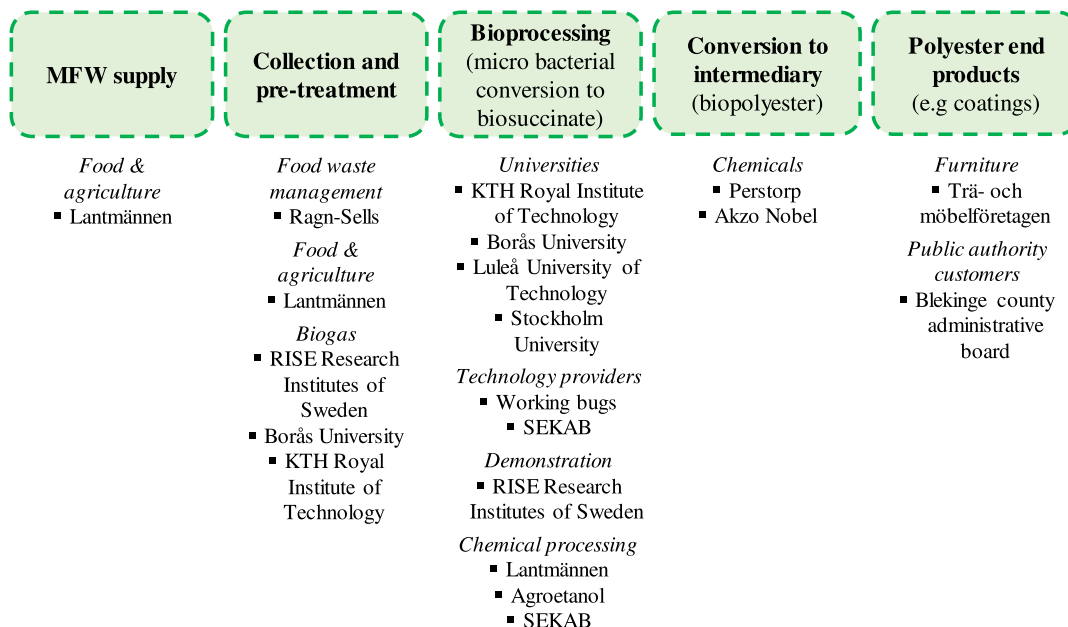 MFW supply
Food &
agriculture
▪ Lantmännen
Collection and
pre-treatment
Food waste
management
▪ Ragn-Sells
Food &
agriculture
▪ Lantmännen
Biogas
▪ RISE Research
Institutes of
Sweden
▪ Borås University
▪ KTH Royal
Institute of
Technology
Bioprocessing
(micro bacterial
conversion to
biosuccinate)
Universities
▪ KTH Royal Institute
of Technology
▪ Borås University
▪ Luleå University of
Technology
▪ Stockholm
University
Technology providers
▪ Working bugs
▪ SEKAB
Demonstration
▪ RISE Research
Institutes of Sweden
Chemical processing
▪ Lantmännen
▪ Agroetanol
▪ SEKAB
Conversion to
intermediary
(biopolyester)
Chemicals
▪ Perstorp
▪ Akzo Nobel
Polyester end
products
(e.g coatings)
Furniture
▪ Trä- och
möbelföretagen
Public authority
customers
▪ Blekinge county
administrative
board